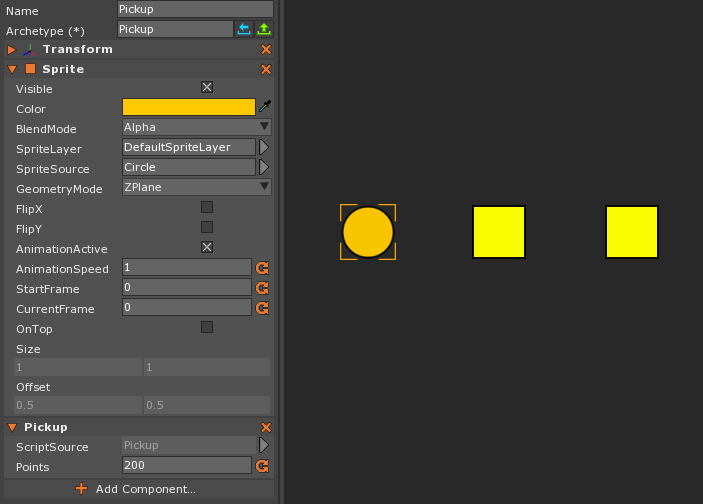 Name Pickup
Archetype (*) Pickup
Transform
Sprite
Visible
Color
BlendMode Alpha
SpriteLayer DefaultSpriteLayer
SpriteSource Circle
GeometryMode ZPlane
FlipX
FlipY
AnimationActive
AnimationSpeed 1
StartFrame 0
CurrentFrame 0
OnTop
Size
1 1
Offset
0.5 0.5
Pickup
ScriptSource Pickup
Points 200
Add Component...